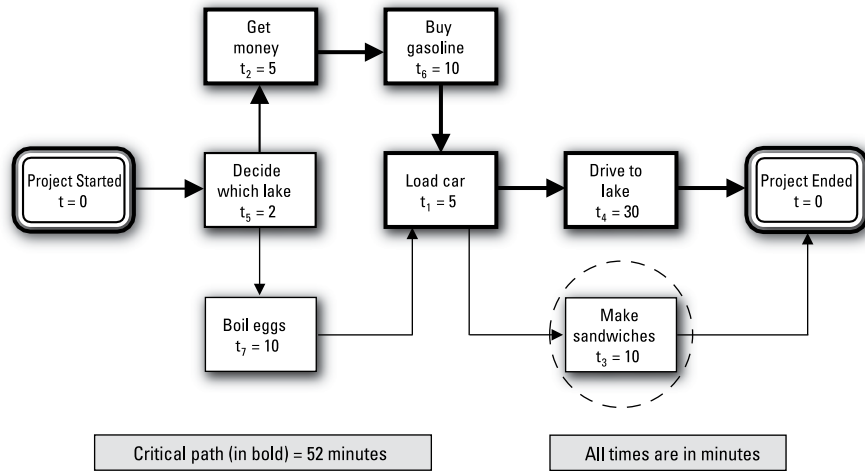 Get
money
t₂ = 5
Buy
gasoline
t₆ = 10
Project Started
t = 0
Decide
which lake
t₅ = 2
Load car
t₁ = 5
Drive to
lake
t₄ = 30
Project Ended
t = 0
Boil eggs
t₇ = 10
Make
sandwiches
t₃ = 10
Critical path (in bold) = 52 minutes
All times are in minutes